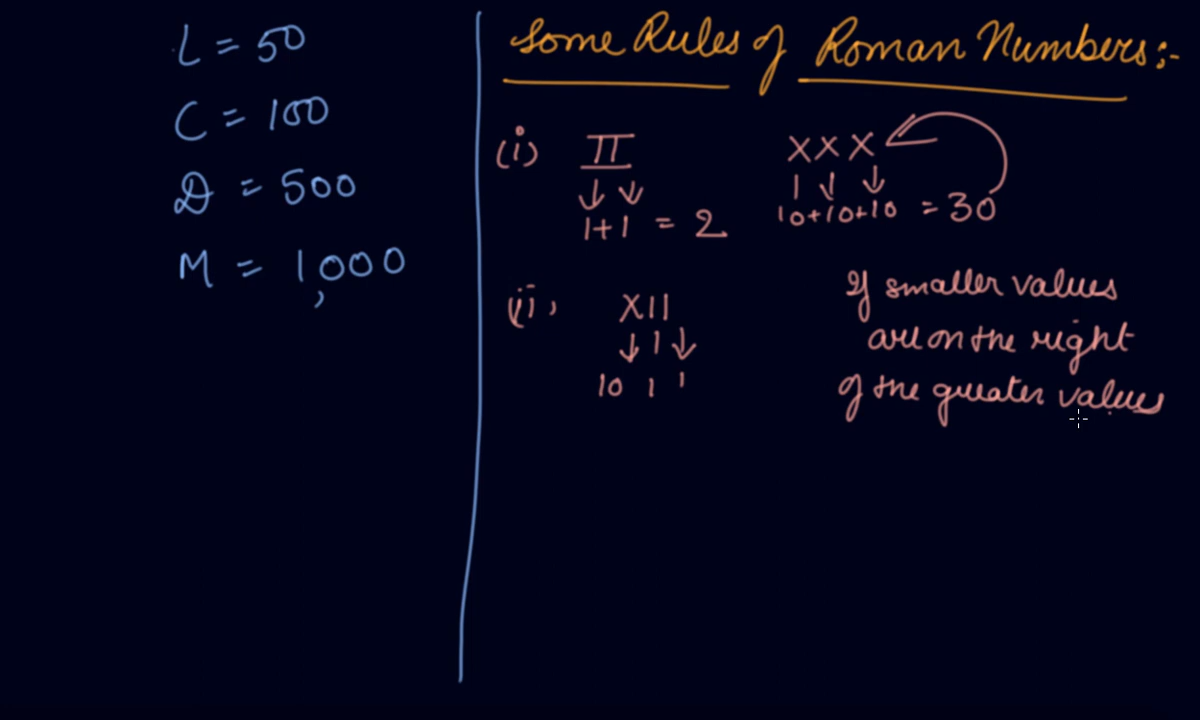 L = 50
C = 100
D = 500
M = 1,000
Some Rules of Roman Numbers:-
(i) II XXX
1+1 = 2 10+10+10 = 30
(ii) XII
10 1 1
If smaller values
are on the right
of the greater values